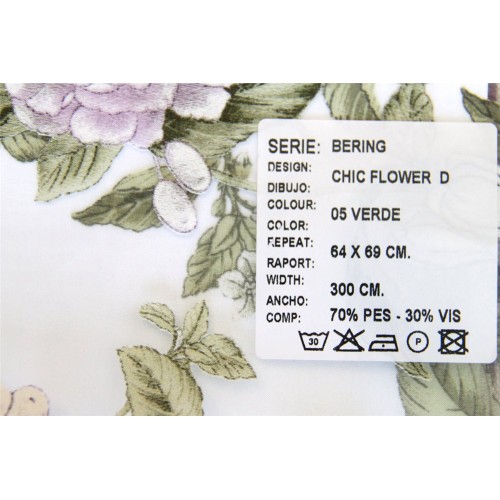 SERIE: BERING
DESIGN:
DIBUJO: CHIC FLOWER D
COLOUR:
COLOR: 05 VERDE
REPEAT:
RAPORT: 64 X 69 CM.
WIDTH:
ANCHO: 300 CM.
COMP: 70% PES - 30% VIS
30 P